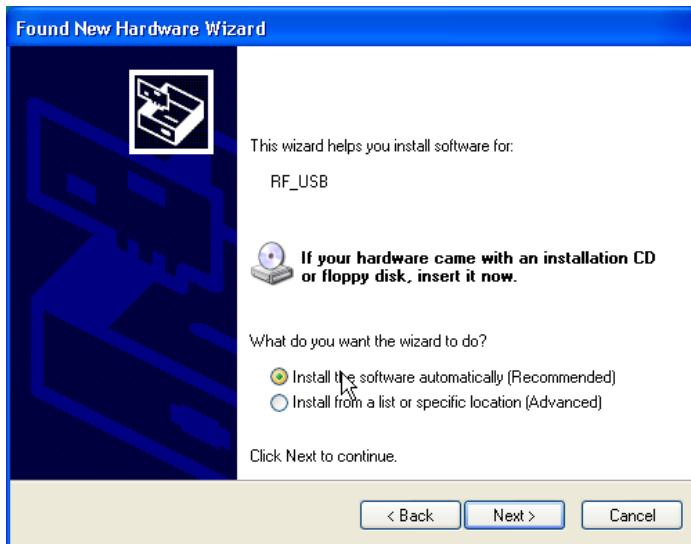 Found New Hardware Wizard
This wizard helps you install software for:
RF_USB
If your hardware came with an installation CD
or floppy disk, insert it now.
What do you want the wizard to do?
Install the software automatically (Recommended)
Install from a list or specific location (Advanced)
Click Next to continue.
< Back
Next >
Cancel